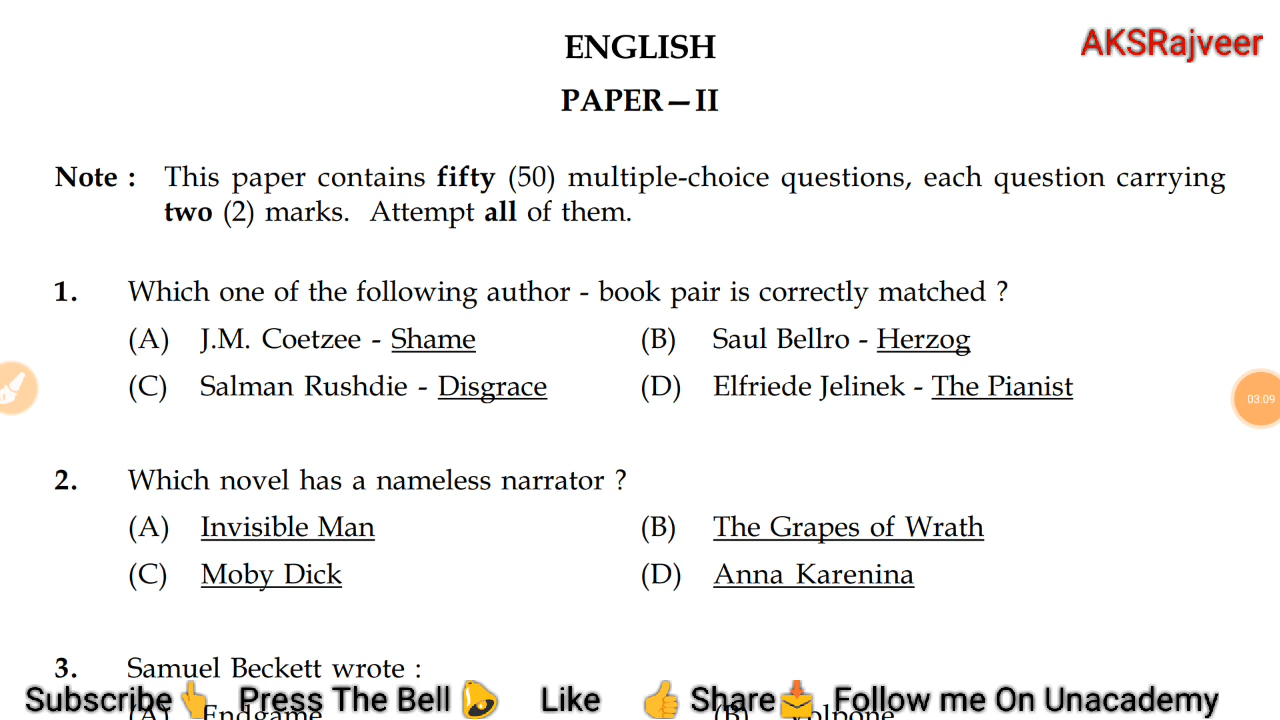 ENGLISH
AKSRajveer
PAPER — II
Note : This paper contains fifty (50) multiple-choice questions, each question carrying
two (2) marks. Attempt all of them.
1. Which one of the following author - book pair is correctly matched ?
(A) J.M. Coetzee - Shame (B) Saul Bellro - Herzog
(C) Salman Rushdie - Disgrace (D) Elfriede Jelinek - The Pianist
03:09
2. Which novel has a nameless narrator ?
(A) Invisible Man (B) The Grapes of Wrath
(C) Moby Dick (D) Anna Karenina
3. Samuel Beckett wrote :
Subscribe Press The Bell Like Share Follow me On Unacademy
(A) Endgame (B) Volpone